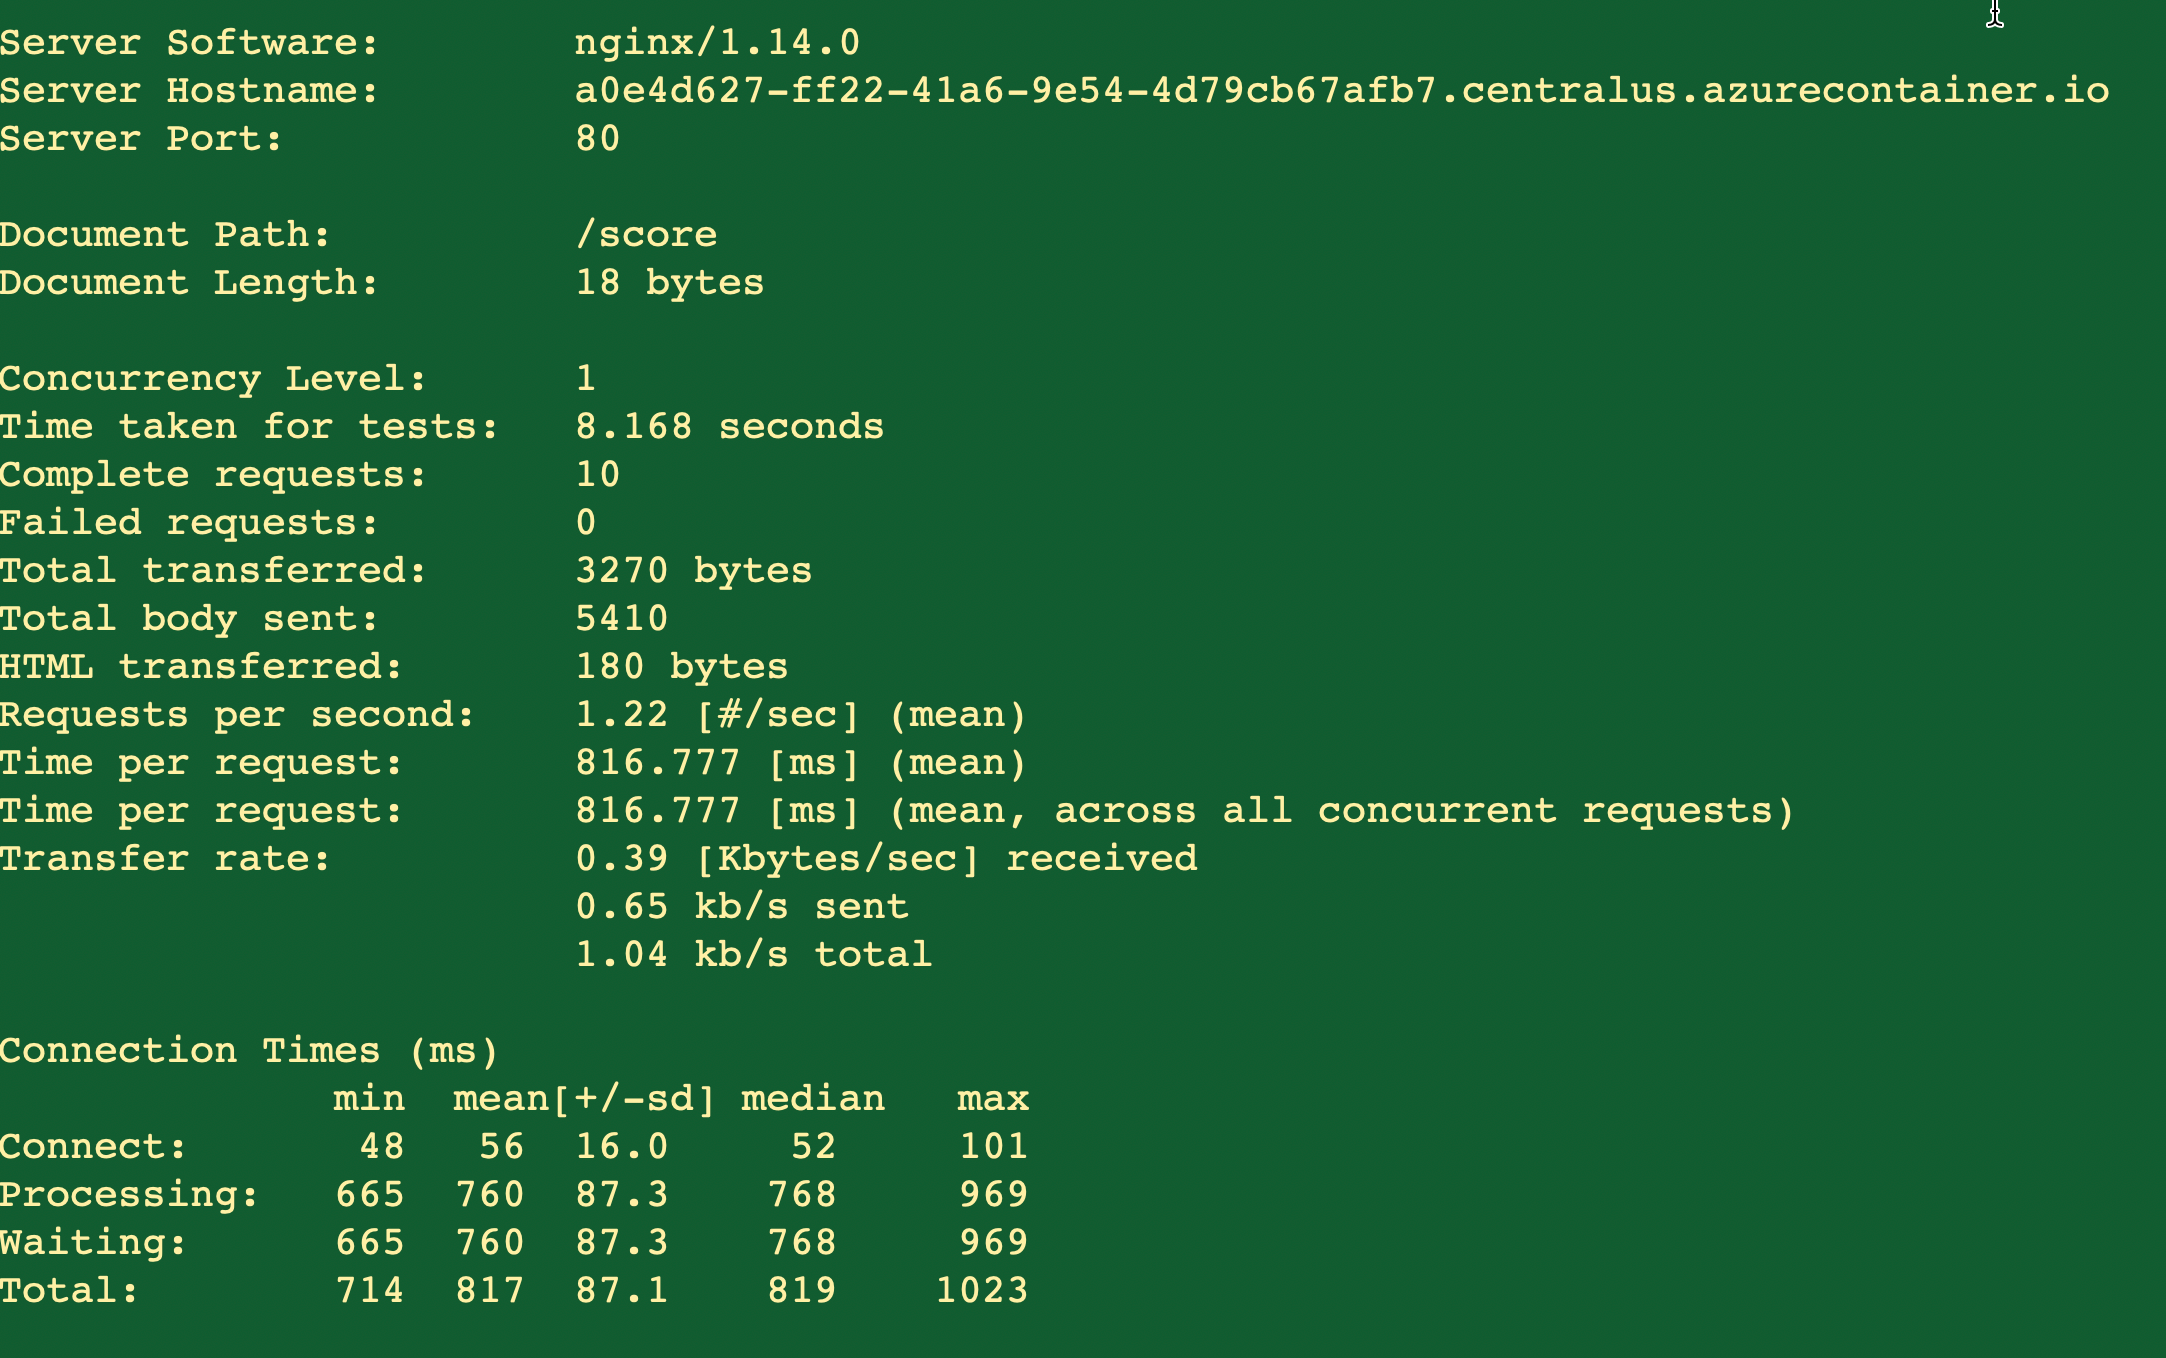 Server Software:        nginx/1.14.0
Server Hostname:        a0e4d627-ff22-41a6-9e54-4d79cb67afb7.centralus.azurecontainer.io
Server Port:            80
Document Path:          /score
Document Length:        18 bytes
Concurrency Level:      1
Time taken for tests:   8.168 seconds
Complete requests:      10
Failed requests:        0
Total transferred:      3270 bytes
Total body sent:        5410
HTML transferred:       180 bytes
Requests per second:    1.22 [#/sec] (mean)
Time per request:       816.777 [ms] (mean)
Time per request:       816.777 [ms] (mean, across all concurrent requests)
Transfer rate:          0.39 [Kbytes/sec] received
                        0.65 kb/s sent
                        1.04 kb/s total
Connection Times (ms)
              min  mean[+/-sd] median   max
Connect:       48   56  16.0     52     101
Processing:   665  760  87.3    768     969
Waiting:      665  760  87.3    768     969
Total:        714  817  87.1    819    1023